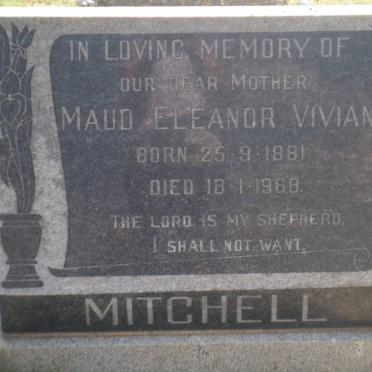 IN LOVING MEMORY OF
OUR DEAR MOTHER
MAUD ELEANOR VIVIAN
BORN 25·9·1881
DIED 18·1·1968.
THE LORD IS MY SHEPHERD,
I SHALL NOT WANT.
MITCHELL